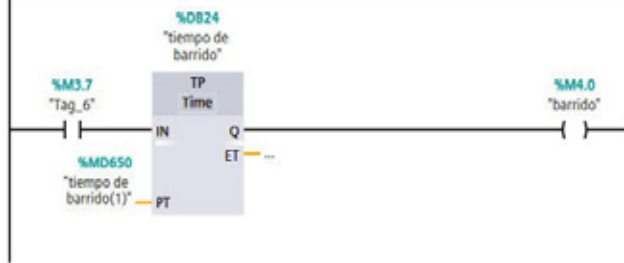 %DB24
"tiempo de
barrido"
%M3.7
"Tag_6"
TP
Time
%M4.0
"barrido"
IN
Q
ET
...
%MD650
"tiempo de
barrido(1)"
PT